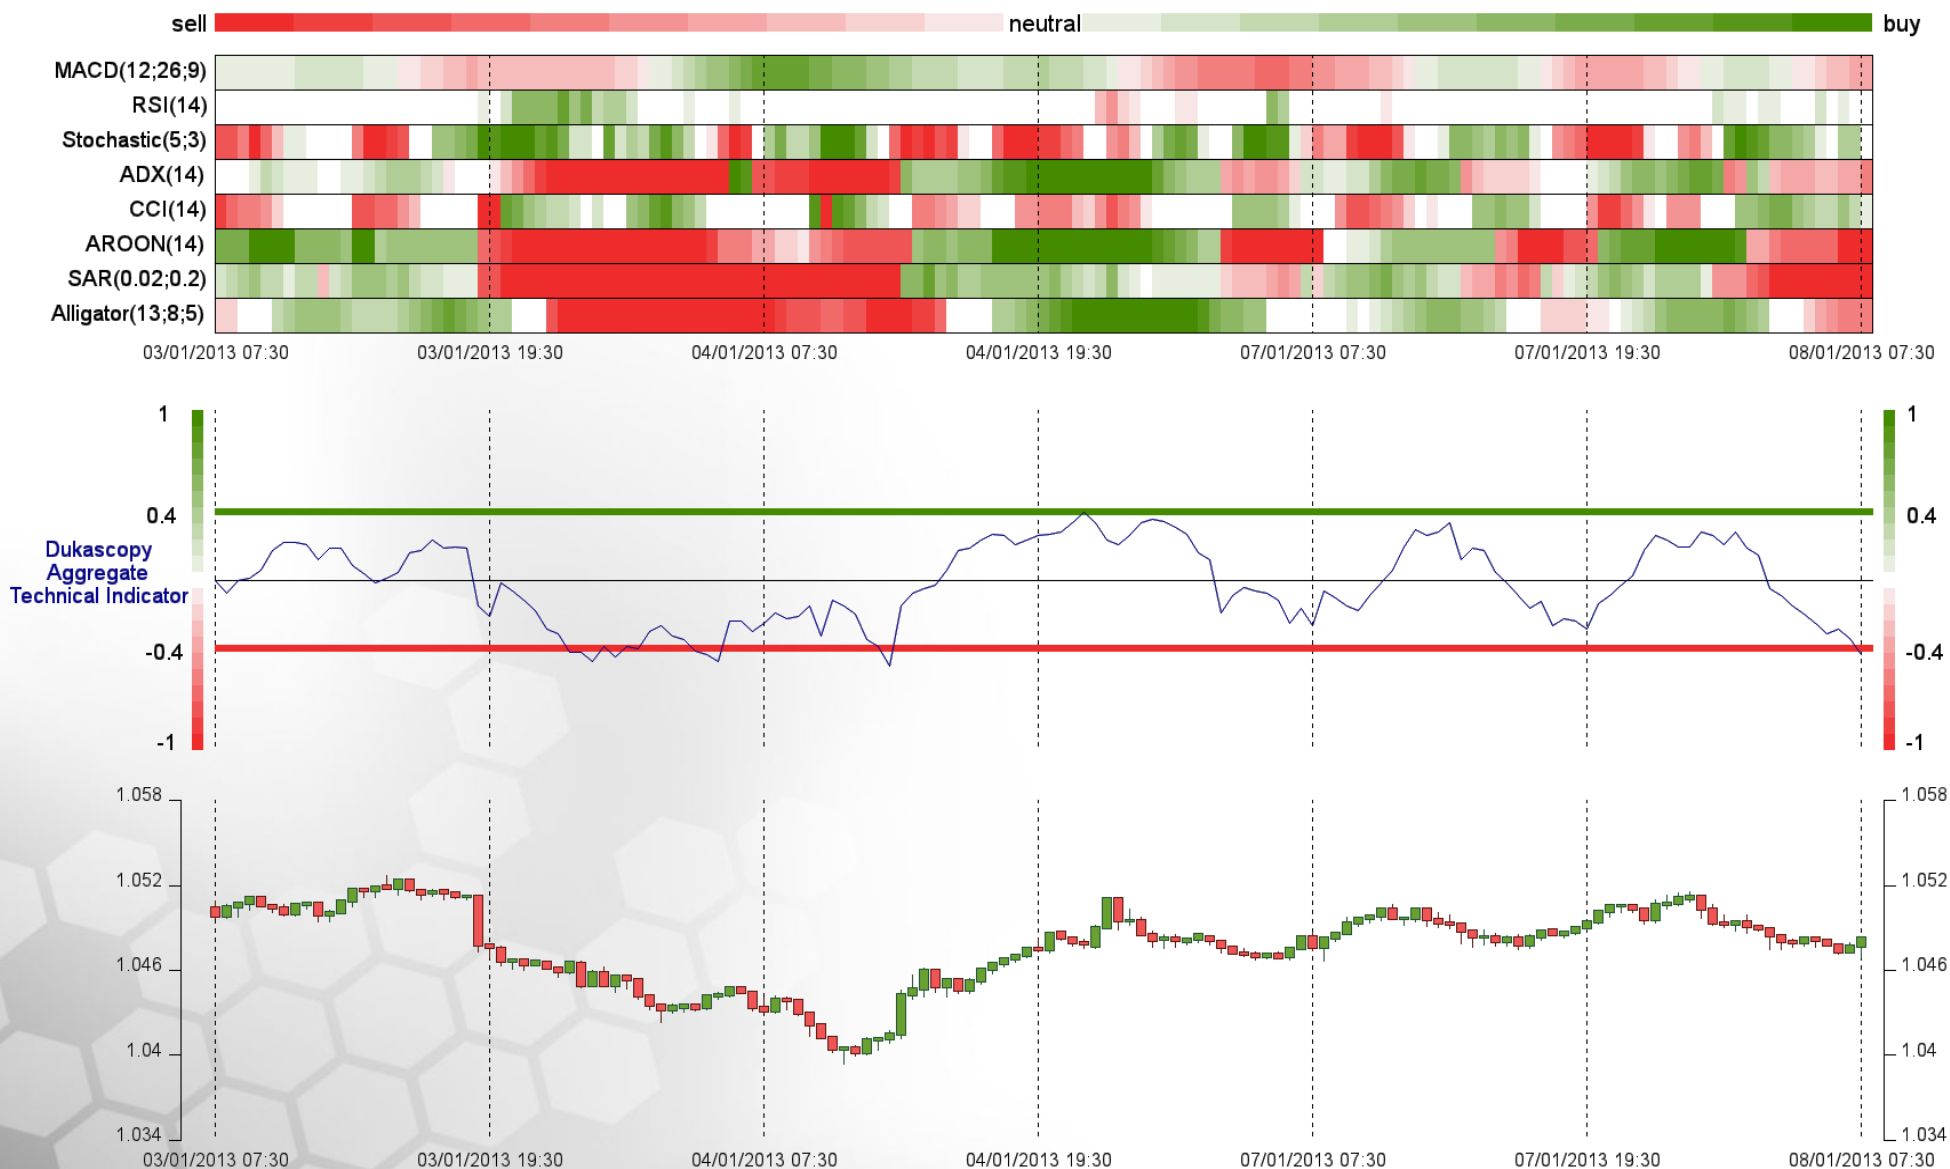 sell neutral buy
MACD(12;26;9)
RSI(14)
Stochastic(5;3)
ADX(14)
CCI(14)
AROON(14)
SAR(0.02;0.2)
Alligator(13;8;5)
03/01/2013 07:30 03/01/2013 19:30 04/01/2013 07:30 04/01/2013 19:30 07/01/2013 07:30 07/01/2013 19:30 08/01/2013 07:30
1 1
0.4 0.4
Dukascopy
Aggregate
Technical Indicator
-0.4 -0.4
-1 -1
1.058 1.058
1.052 1.052
1.046 1.046
1.04 1.04
1.034 1.034
03/01/2013 07:30 03/01/2013 19:30 04/01/2013 07:30 04/01/2013 19:30 07/01/2013 07:30 07/01/2013 19:30 08/01/2013 07:30